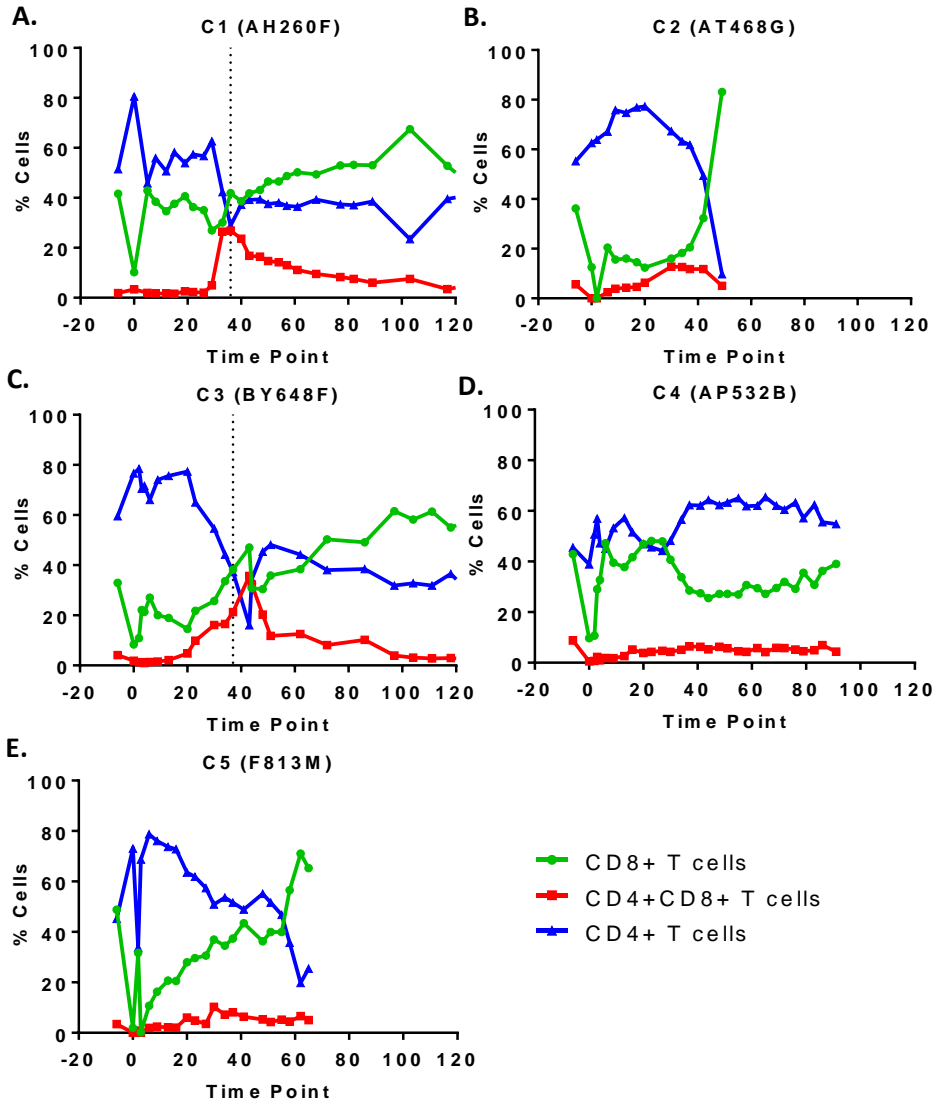 A.
C1 (AH260F)
% Cells
100
80
60
40
20
0
-20 0 20 40 60 80 100 120
Time Point
B.
C2 (AT468G)
% Cells
100
80
60
40
20
0
-20 0 20 40 60 80 100 120
Time Point
C.
C3 (BY648F)
% Cells
100
80
60
40
20
0
-20 0 20 40 60 80 100 120
Time Point
D.
C4 (AP532B)
% Cells
100
80
60
40
20
0
-20 0 20 40 60 80 100 120
Time Point
E.
C5 (F813M)
% Cells
100
80
60
40
20
0
-20 0 20 40 60 80 100 120
Time Point
CD8+ T cells
CD4+CD8+ T cells
CD4+ T cells